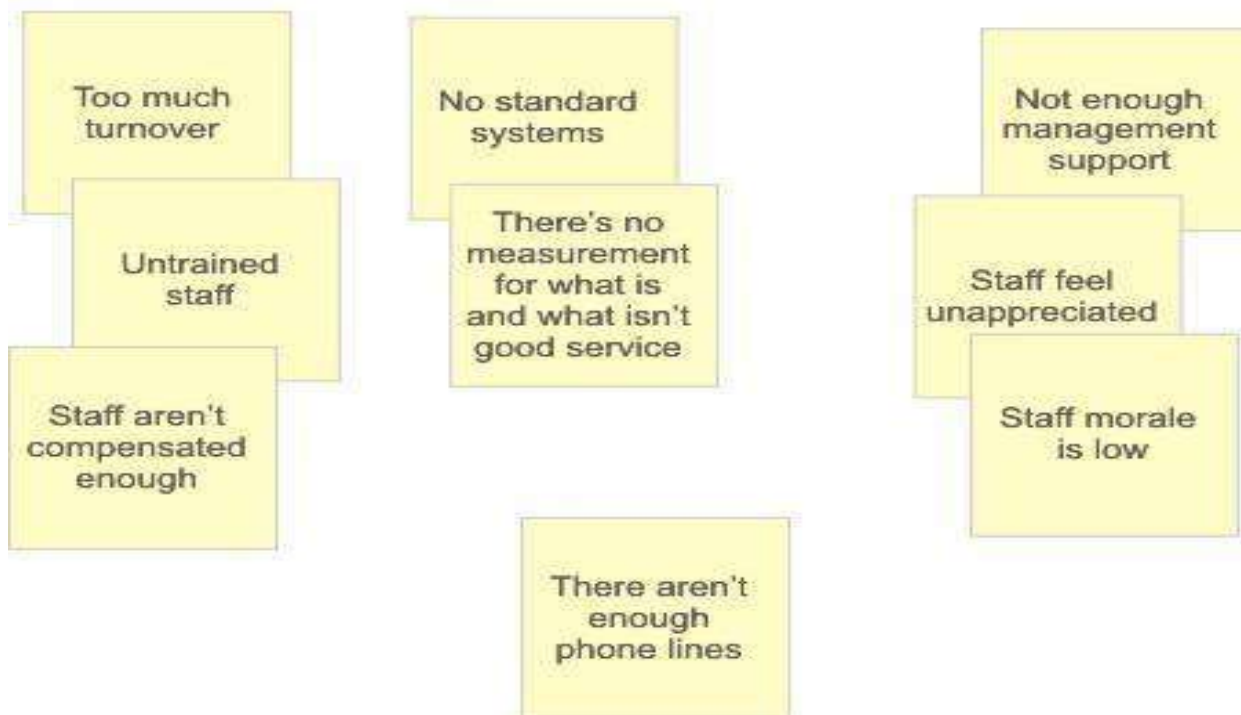 Too much
turnover
Untrained
staff
Staff aren't
compensated
enough
No standard
systems
There's no
measurement
for what is
and what isn't
good service
Not enough
management
support
Staff feel
unappreciated
Staff morale
is low
There aren't
enough
phone lines